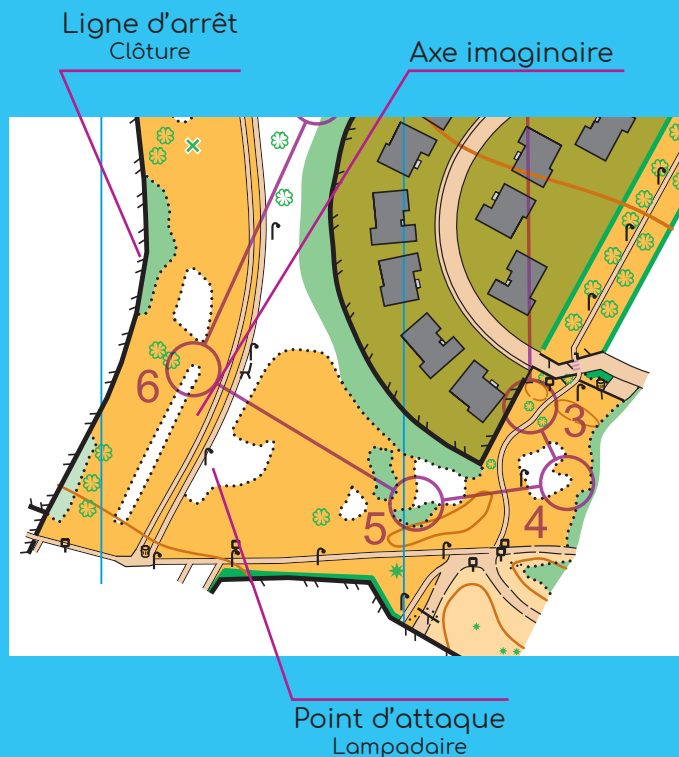 Ligne d'arrêt
Clôture
Axe imaginaire
6
3
5
4
Point d'attaque
Lampadaire